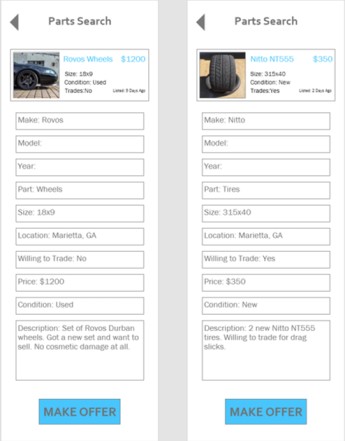 Parts Search
Rovos Wheels $1200
Size: 18x9
Condition: Used
Trades:No
Listed: 5 Days Ago
Make: Rovos
Model:
Year:
Part: Wheels
Size: 18x9
Location: Marietta, GA
Willing to Trade: No
Price: $1200
Condition: Used
Description: Set of Rovos Durban
wheels. Got a new set and want to
sell. No cosmetic damage at all.
MAKE OFFER
Parts Search
Nitto NT555 $350
Size: 315x40
Condition: New
Trades:Yes
Listed: 2 Days Ago
Make: Nitto
Model:
Year:
Part: Tires
Size: 315x40
Location: Marietta, GA
Willing to Trade: Yes
Price: $350
Condition: New
Description: 2 new Nitto NT555
tires. Willing to trade for drag
slicks.
MAKE OFFER